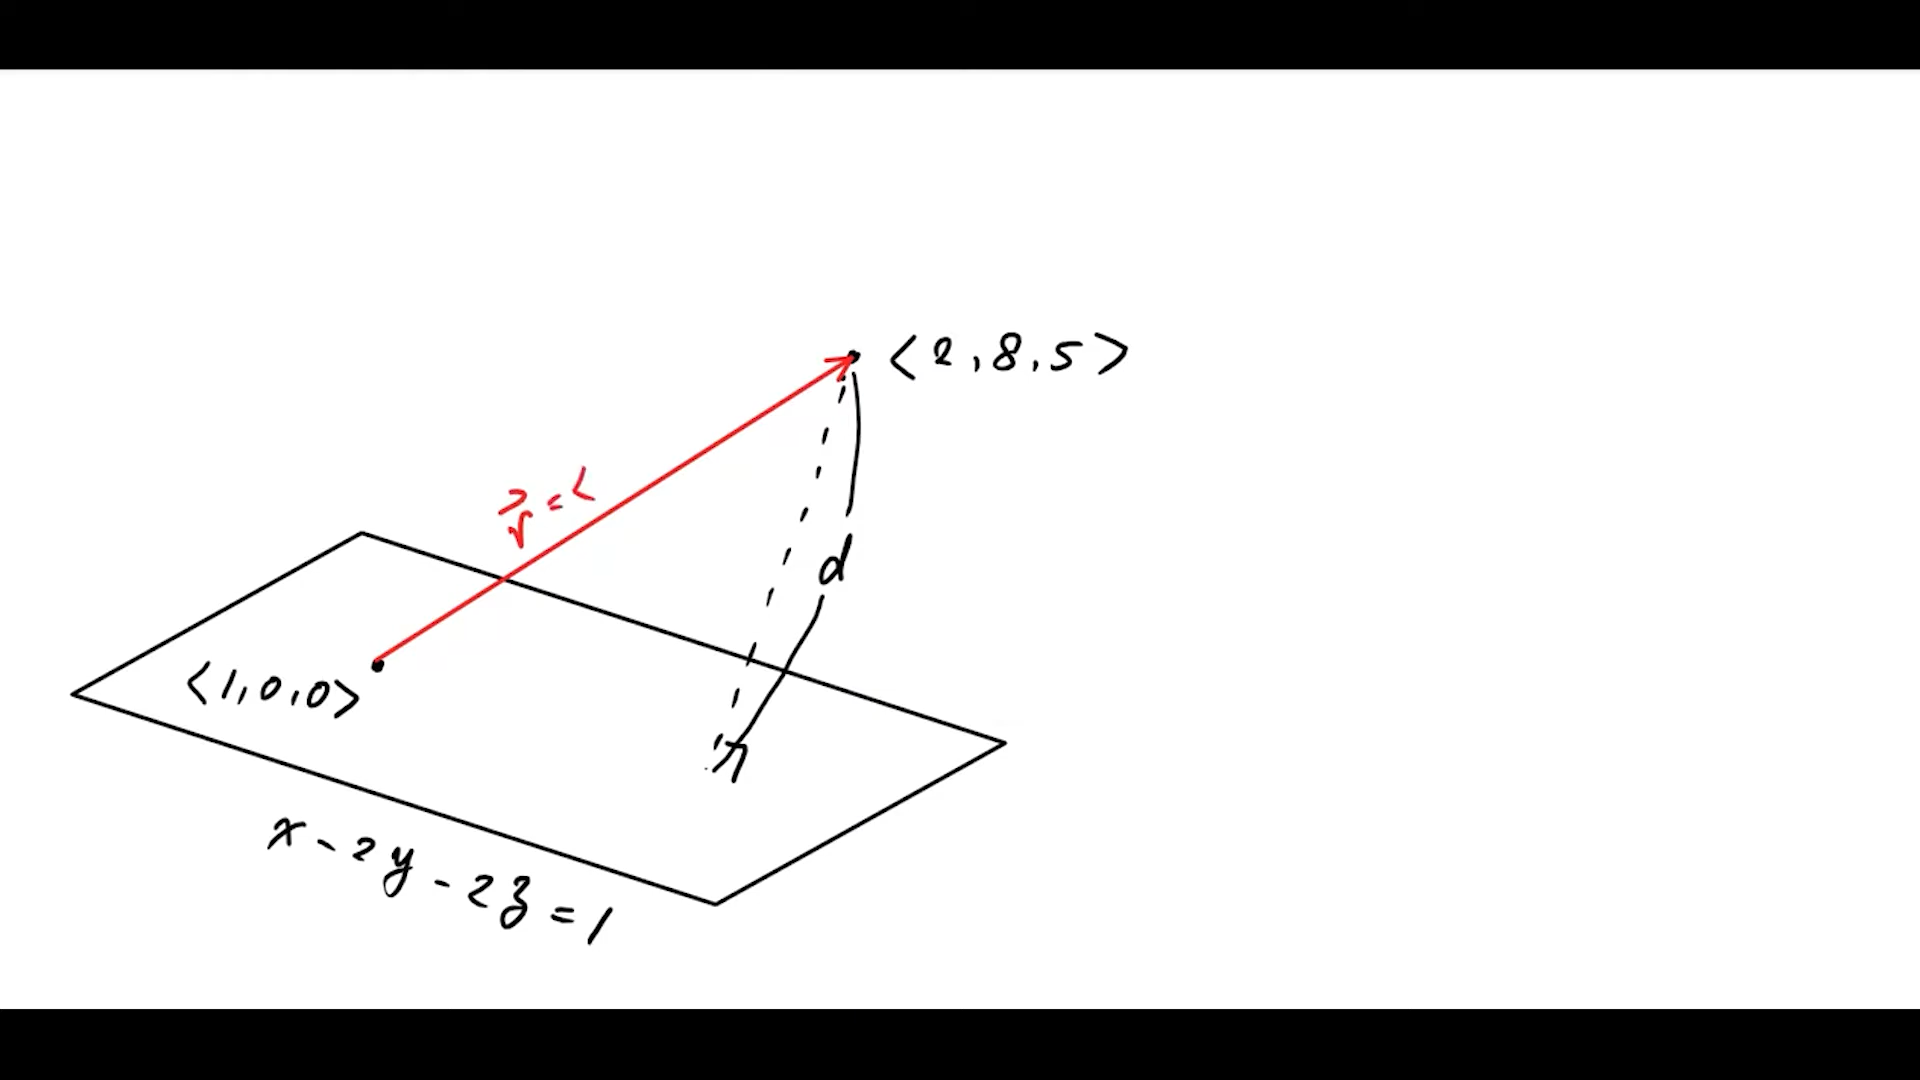 <2,8,5>
v⃗ = <
d
<1,0,0>
x - 2y - 2z = 1